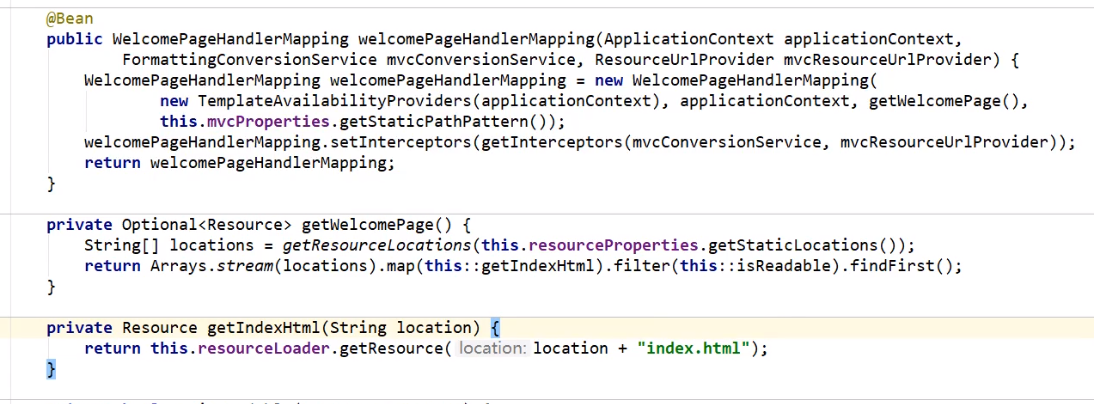 @Bean
public WelcomePageHandlerMapping welcomePageHandlerMapping(ApplicationContext applicationContext,
FormattingConversionService mvcConversionService, ResourceUrlProvider mvcResourceUrlProvider) {
WelcomePageHandlerMapping welcomePageHandlerMapping = new WelcomePageHandlerMapping(
new TemplateAvailabilityProviders(applicationContext), applicationContext, getWelcomePage(),
this.mvcProperties.getStaticPathPattern());
welcomePageHandlerMapping.setInterceptors(getInterceptors(mvcConversionService, mvcResourceUrlProvider));
return welcomePageHandlerMapping;
}
private Optional<Resource> getWelcomePage() {
String[] locations = getResourceLocations(this.resourceProperties.getStaticLocations());
return Arrays.stream(locations).map(this::getIndexHtml).filter(this::isReadable).findFirst();
}
private Resource getIndexHtml(String location) {
return this.resourceLoader.getResource( location: location + "index.html");
}